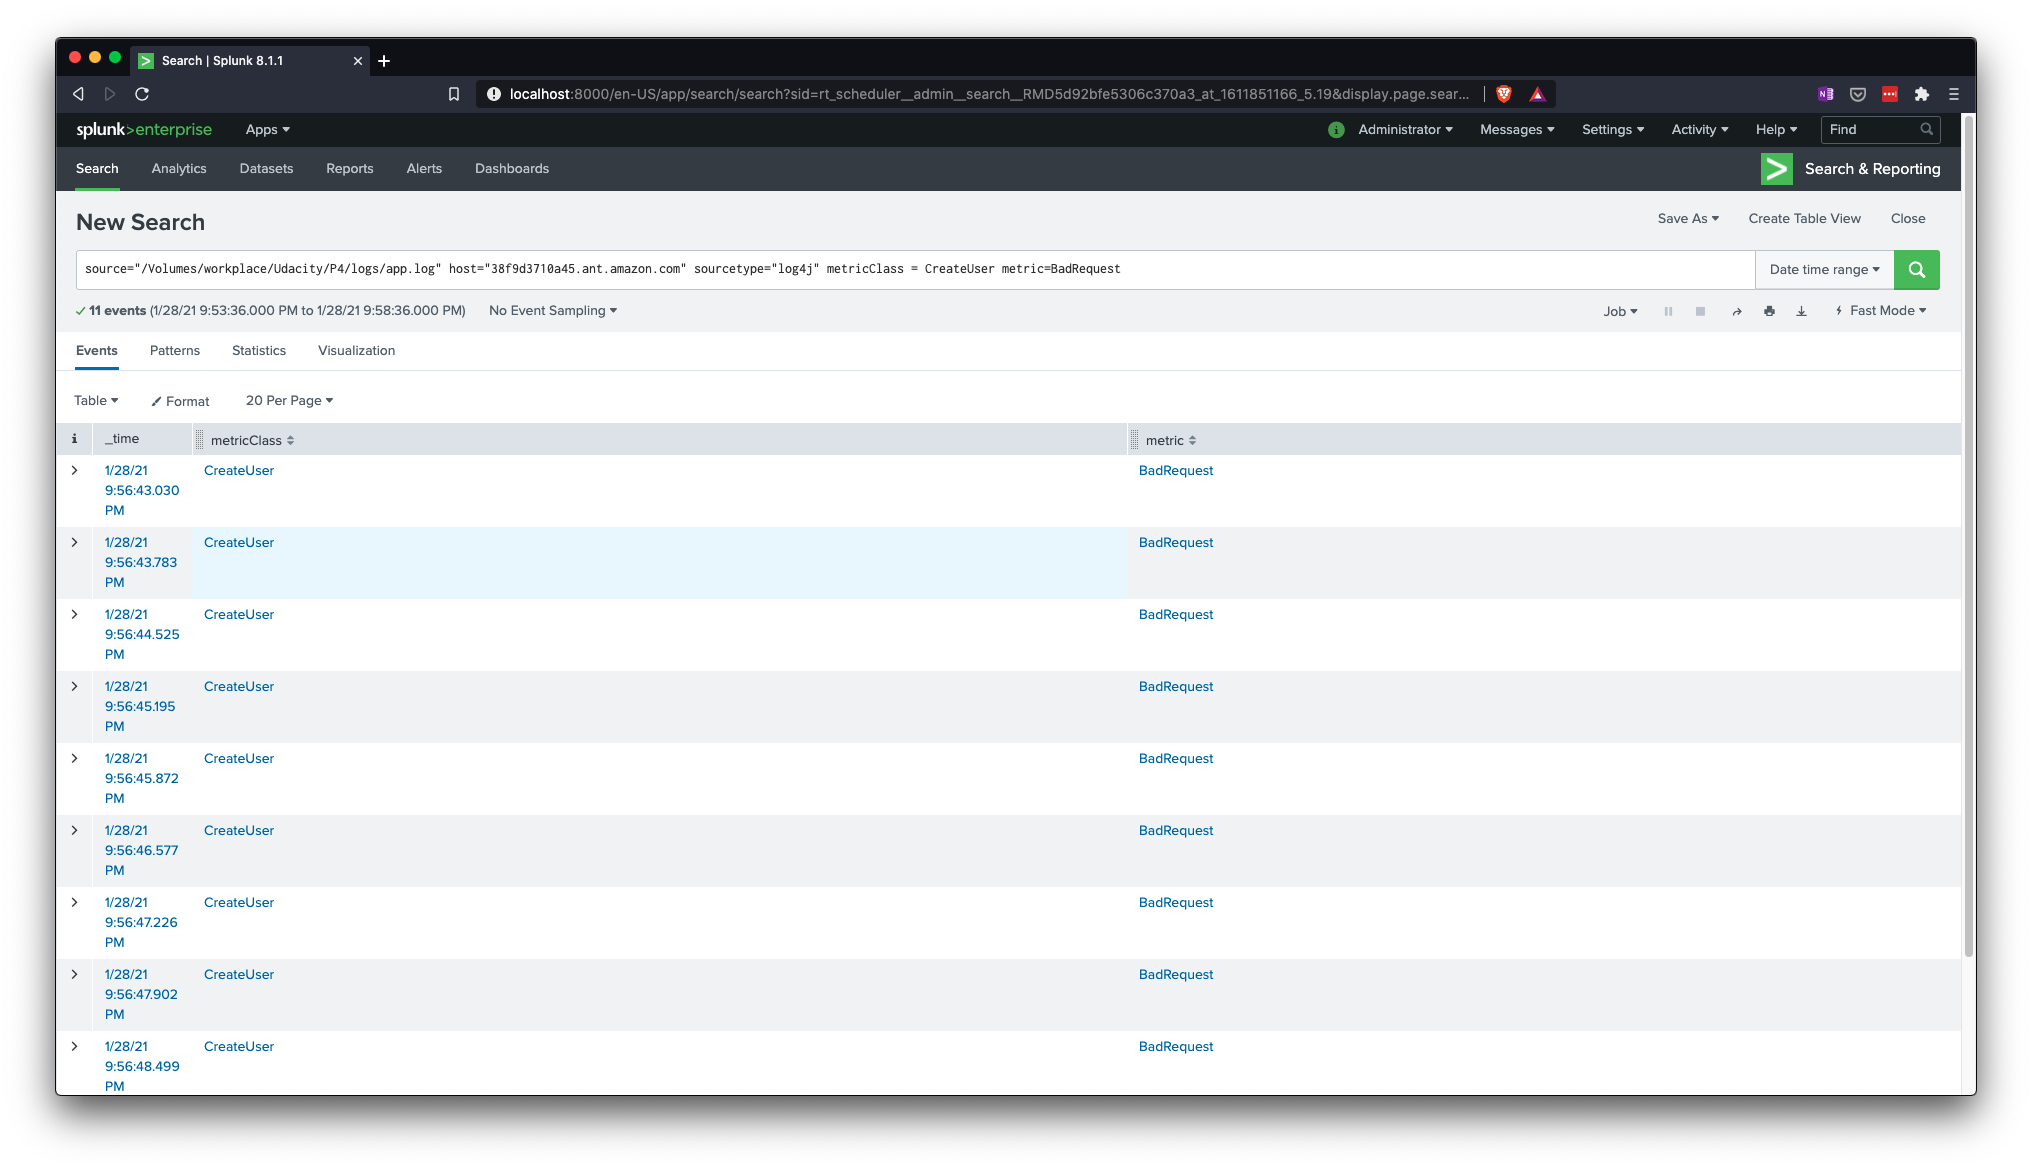 Search | Splunk 8.1.1
localhost:8000/en-US/app/search/search?sid=rt_scheduler__admin__search__RMD5d92bfe5306c370a3_at_1611851166_5.19&display.page.sear...
splunk>enterprise Apps Administrator Messages Settings Activity Help Find
Search Analytics Datasets Reports Alerts Dashboards Search & Reporting
New Search Save As Create Table View Close
source="/Volumes/workplace/Udacity/P4/logs/app.log" host="38f9d3710a45.ant.amazon.com" sourcetype="log4j" metricClass = CreateUser metric=BadRequest Date time range
11 events (1/28/21 9:53:36.000 PM to 1/28/21 9:58:36.000 PM) No Event Sampling Job Fast Mode
Events Patterns Statistics Visualization
Table Format 20 Per Page
i _time metricClass metric
1/28/21 CreateUser BadRequest
9:56:43.030
PM
1/28/21 CreateUser BadRequest
9:56:43.783
PM
1/28/21 CreateUser BadRequest
9:56:44.525
PM
1/28/21 CreateUser BadRequest
9:56:45.195
PM
1/28/21 CreateUser BadRequest
9:56:45.872
PM
1/28/21 CreateUser BadRequest
9:56:46.577
PM
1/28/21 CreateUser BadRequest
9:56:47.226
PM
1/28/21 CreateUser BadRequest
9:56:47.902
PM
1/28/21 CreateUser BadRequest
9:56:48.499
PM